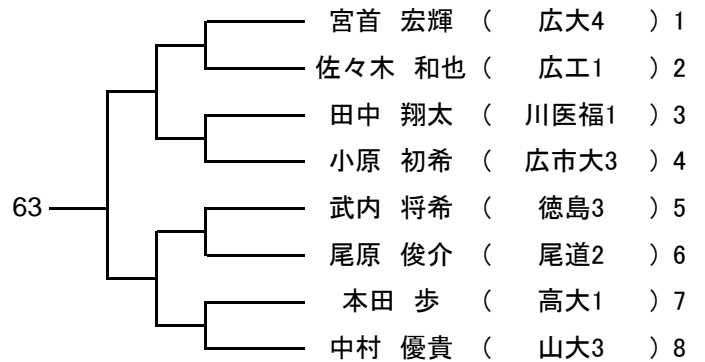 宮首 宏輝 ( 広大4 ) 1
佐々木 和也 ( 広工1 ) 2
田中 翔太 ( 川医福1 ) 3
小原 初希 ( 広市大3 ) 4
63
武内 将希 ( 徳島3 ) 5
尾原 俊介 ( 尾道2 ) 6
本田 歩 ( 高大1 ) 7
中村 優貴 ( 山大3 ) 8